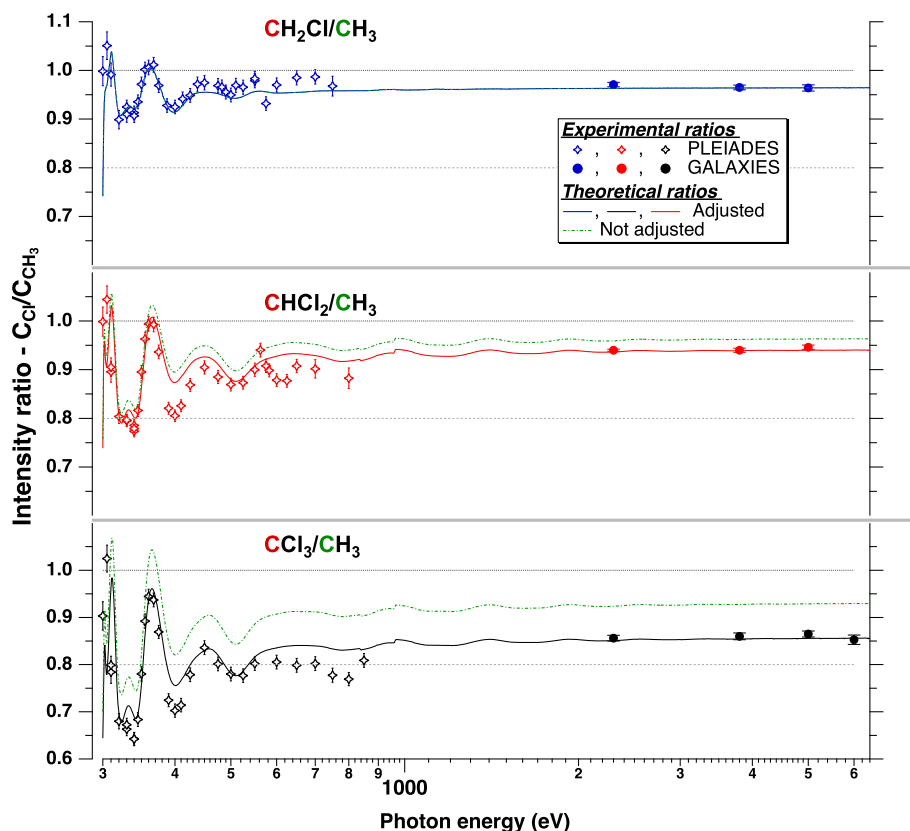 CH2Cl/CH3
1.1
1.0
0.9
0.8
0.7
Experimental ratios
, , PLEIADES
, , GALAXIES
Theoretical ratios
, , Adjusted
Not adjusted
CHCl2/CH3
1.0
0.9
0.8
0.7
Intensity ratio - CCl/CCH3
CCl3/CH3
1.0
0.9
0.8
0.7
0.6
3 4 5 6 7 8 9 1000 2 3 4 5 6
Photon energy (eV)